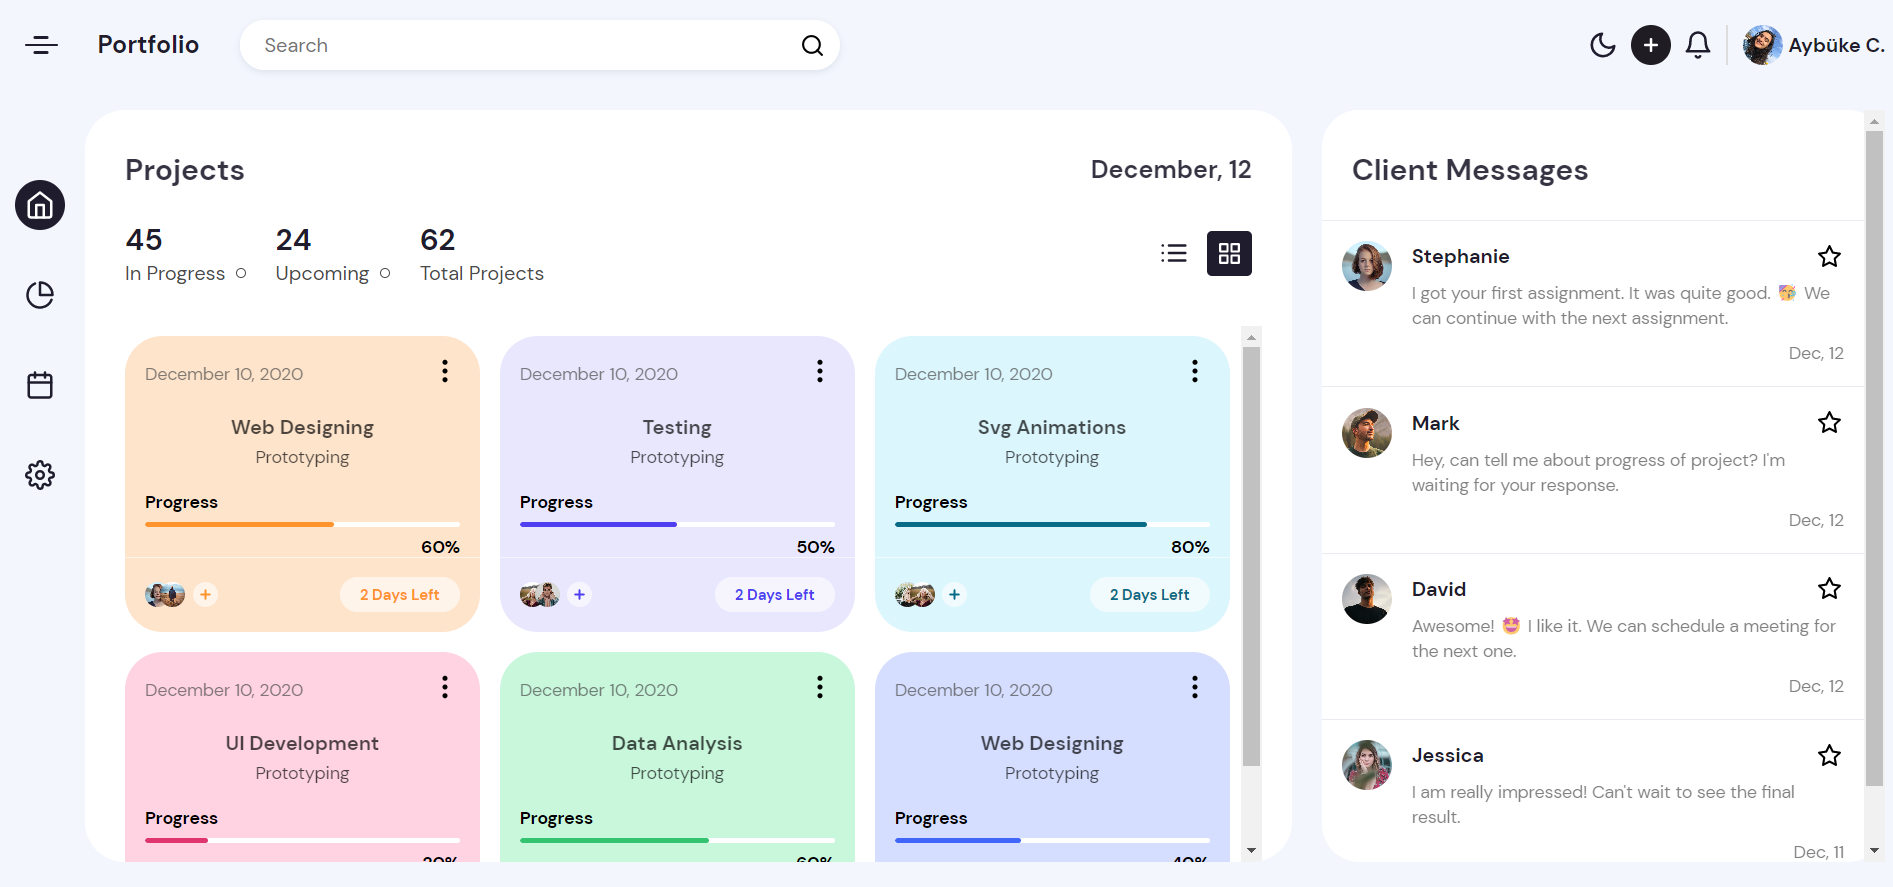 Portfolio
Search
Aybüke C.
Projects
December, 12
45
In Progress
24
Upcoming
62
Total Projects
December 10, 2020
Web Designing
Prototyping
Progress
60%
2 Days Left
December 10, 2020
Testing
Prototyping
Progress
50%
2 Days Left
December 10, 2020
Svg Animations
Prototyping
Progress
80%
2 Days Left
December 10, 2020
UI Development
Prototyping
Progress
20%
December 10, 2020
Data Analysis
Prototyping
Progress
60%
December 10, 2020
Web Designing
Prototyping
Progress
40%
Client Messages
Stephanie
I got your first assignment. It was quite good. 🥳 We
can continue with the next assignment.
Dec, 12
Mark
Hey, can tell me about progress of project? I'm
waiting for your response.
Dec, 12
David
Awesome! 🤩 I like it. We can schedule a meeting for
the next one.
Dec, 12
Jessica
I am really impressed! Can't wait to see the final
result.
Dec, 11